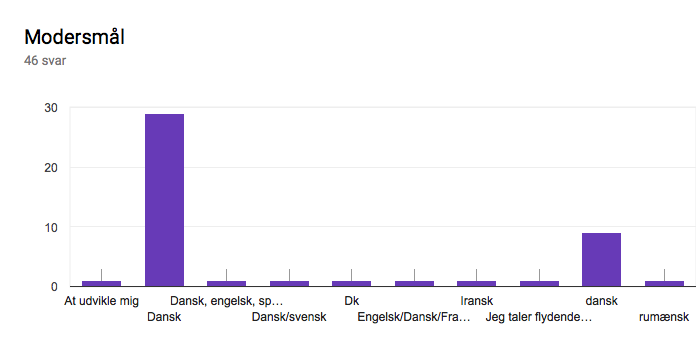 Modersmål
46 svar
30
20
10
0
At udvikle mig
Dansk
Dansk, engelsk, sp…
Dansk/svensk
Dk
Engelsk/Dansk/Fra…
Iransk
Jeg taler flydende…
dansk
rumænsk